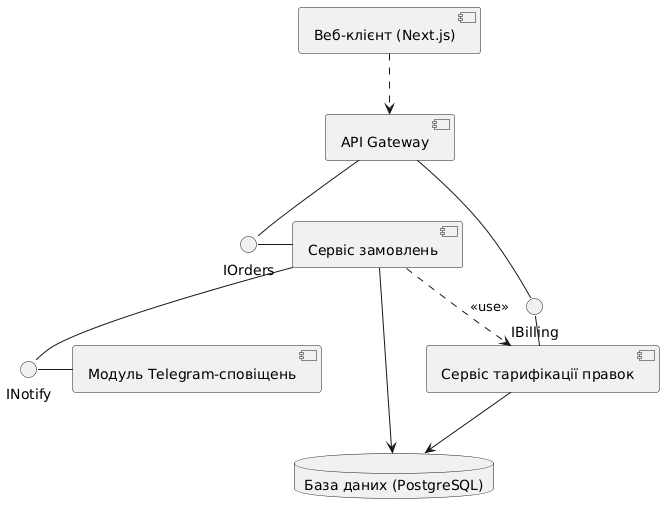 Веб-клієнт (Next.js)
API Gateway
IOrders
Сервіс замовлень
«use»
IBilling
INotify
Модуль Telegram-сповіщень
Сервіс тарифікації правок
База даних (PostgreSQL)